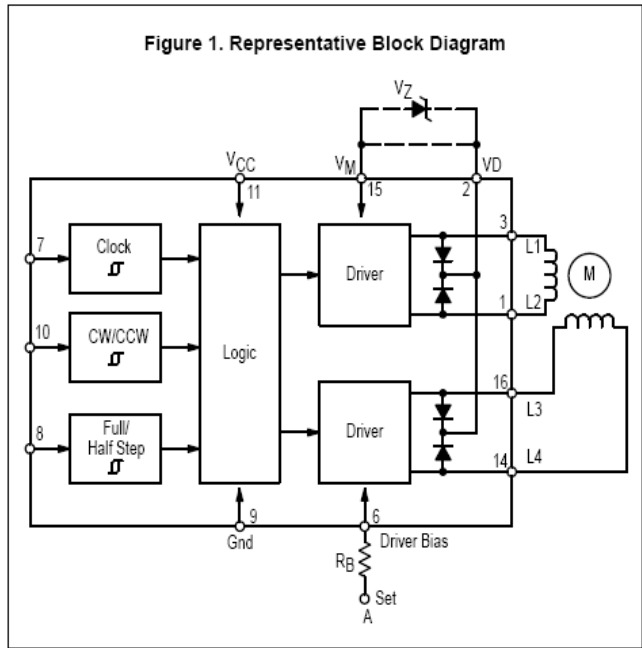 Figure 1. Representative Block Diagram
VZ
VCC
VM
VD
11
15
2
7
Clock
3
L1
M
1
L2
10
CW/CCW
Logic
Driver
16
L3
8
Full/
Half Step
Driver
14
L4
9
6
Gnd
Driver Bias
RB
Set
A